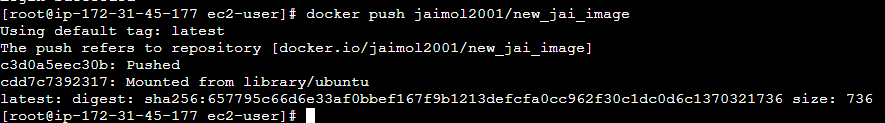 [root@ip-172-31-45-177 ec2-user]# docker push jaimol2001/new_jai_image
Using default tag: latest
The push refers to repository [docker.io/jaimol2001/new_jai_image]
c3d0a5eec30b: Pushed
cdd7c7392317: Mounted from library/ubuntu
latest: digest: sha256:657795c66d6e33af0bbef167f9b1213defcfa0cc962f30c1dc0d6c1370321736 size: 736
[root@ip-172-31-45-177 ec2-user]#